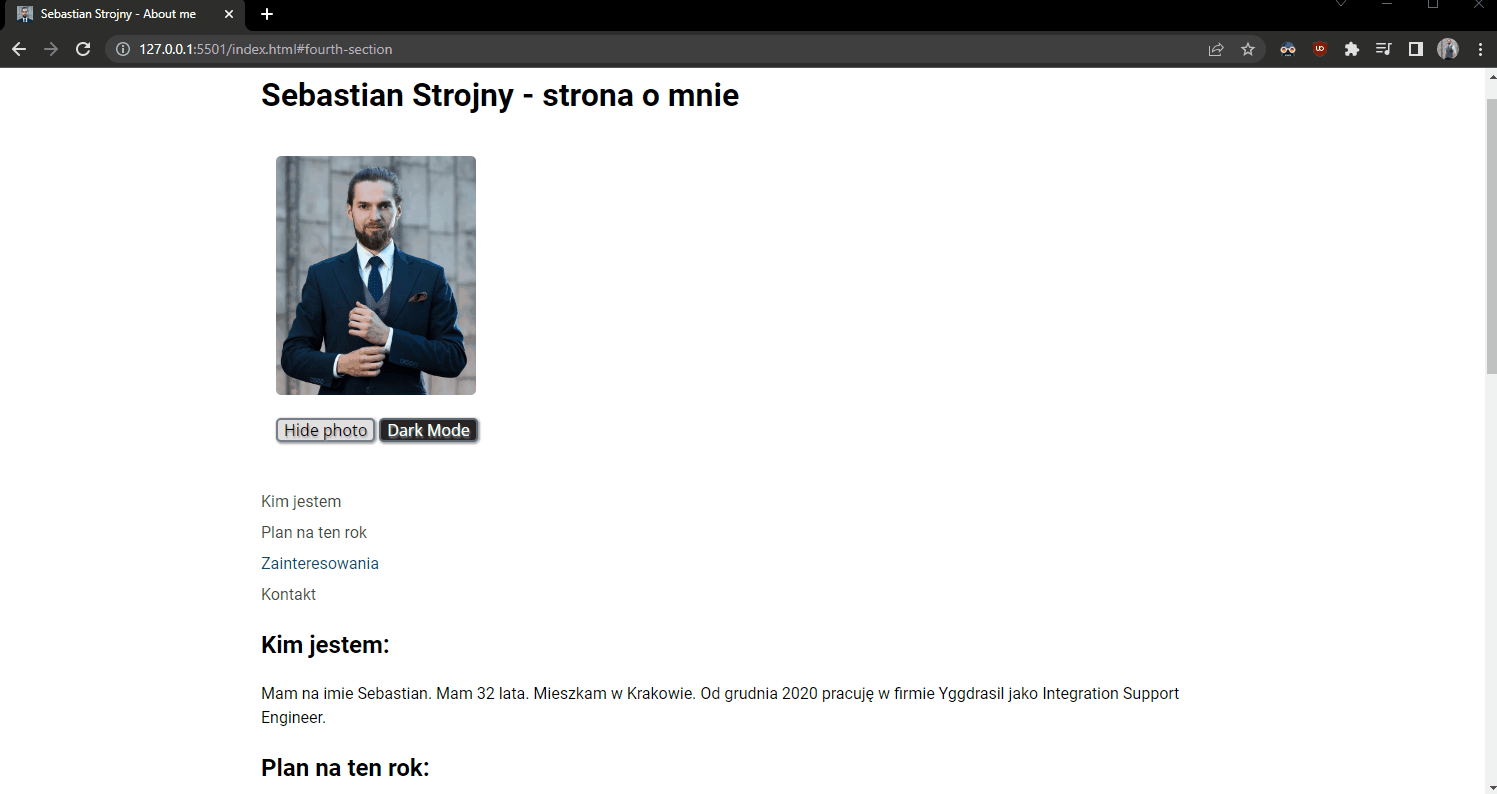 Sebastian Strojny - About me
127.0.0.1:5501/index.html#fourth-section
UD
Sebastian Strojny - strona o mnie
Hide photo Dark Mode
Kim jestem
Plan na ten rok
Zainteresowania
Kontakt
Kim jestem:
Mam na imie Sebastian. Mam 32 lata. Mieszkam w Krakowie. Od grudnia 2020 pracuję w firmie Yggdrasil jako Integration Support
Engineer.
Plan na ten rok: